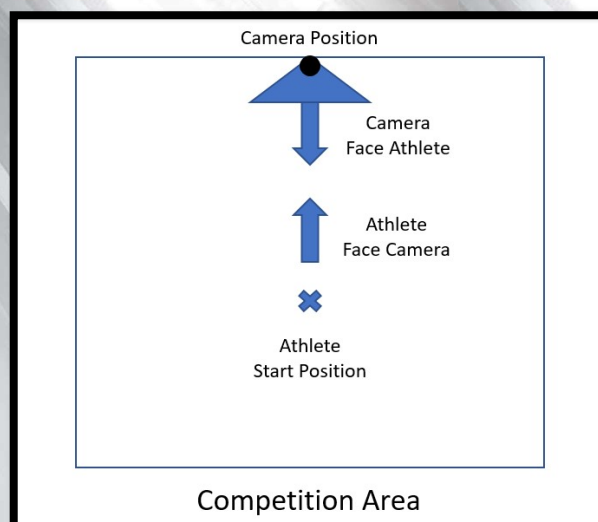 Camera Position
Camera
Face Athlete
Athlete
Face Camera
Athlete
Start Position
Competition Area